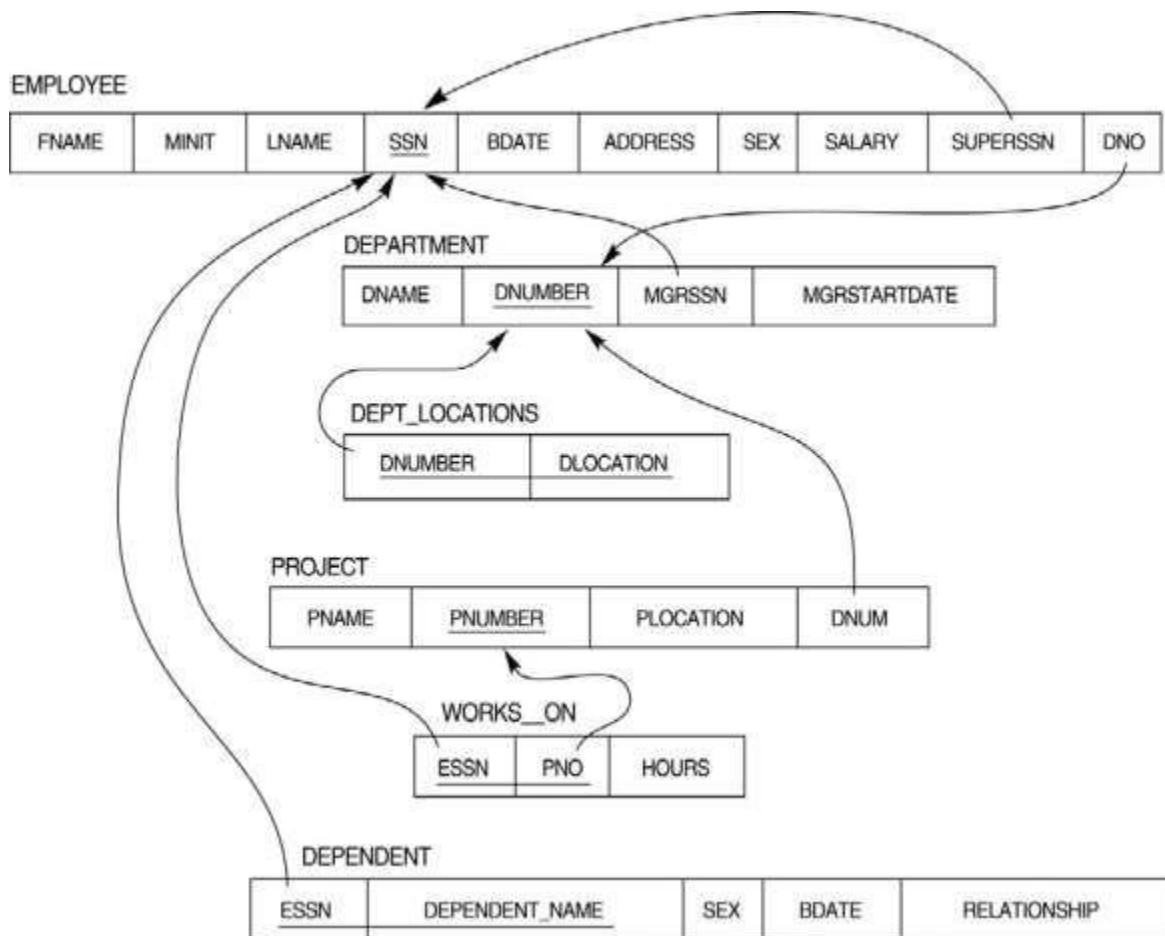 EMPLOYEE
FNAME MINIT LNAME SSN BDATE ADDRESS SEX SALARY SUPERSSN DNO
DEPARTMENT
DNAME DNUMBER MGRSSN MGRSTARTDATE
DEPT_LOCATIONS
DNUMBER DLOCATION
PROJECT
PNAME PNUMBER PLOCATION DNUM
WORKS__ON
ESSN PNO HOURS
DEPENDENT
ESSN DEPENDENT_NAME SEX BDATE RELATIONSHIP